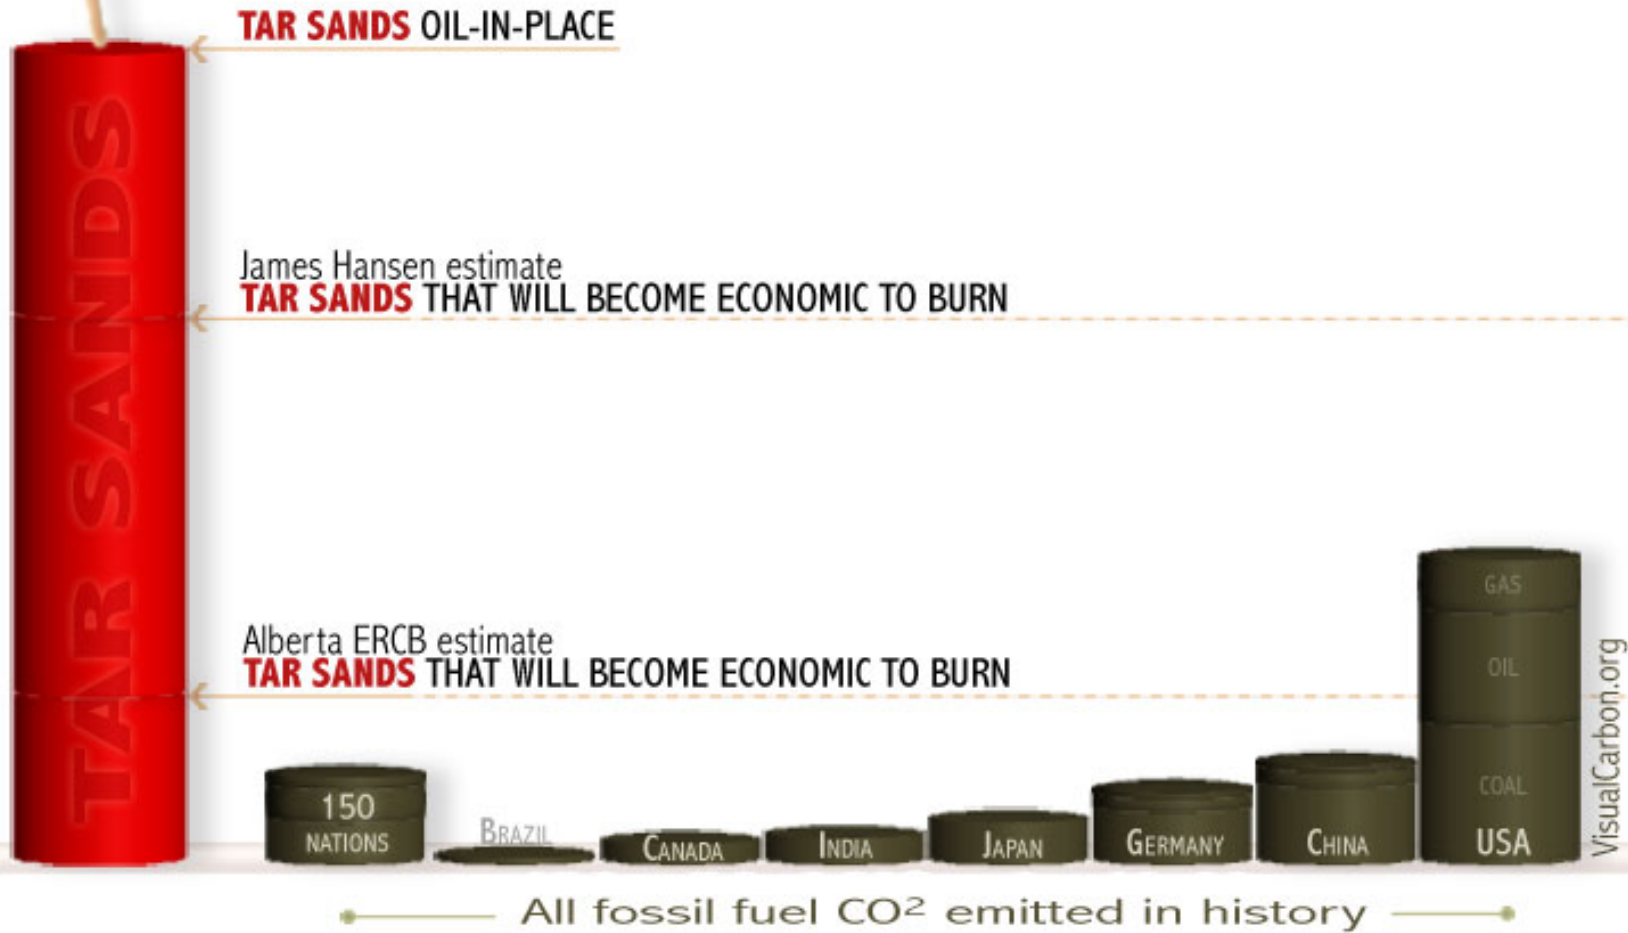 TAR SANDS OIL-IN-PLACE
TAR SANDS
James Hansen estimate
TAR SANDS THAT WILL BECOME ECONOMIC TO BURN
Alberta ERCB estimate
TAR SANDS THAT WILL BECOME ECONOMIC TO BURN
GAS
OIL
COAL
150
NATIONS
BRAZIL
CANADA
INDIA
JAPAN
GERMANY
CHINA
USA
VisualCarbon.org
All fossil fuel CO² emitted in history